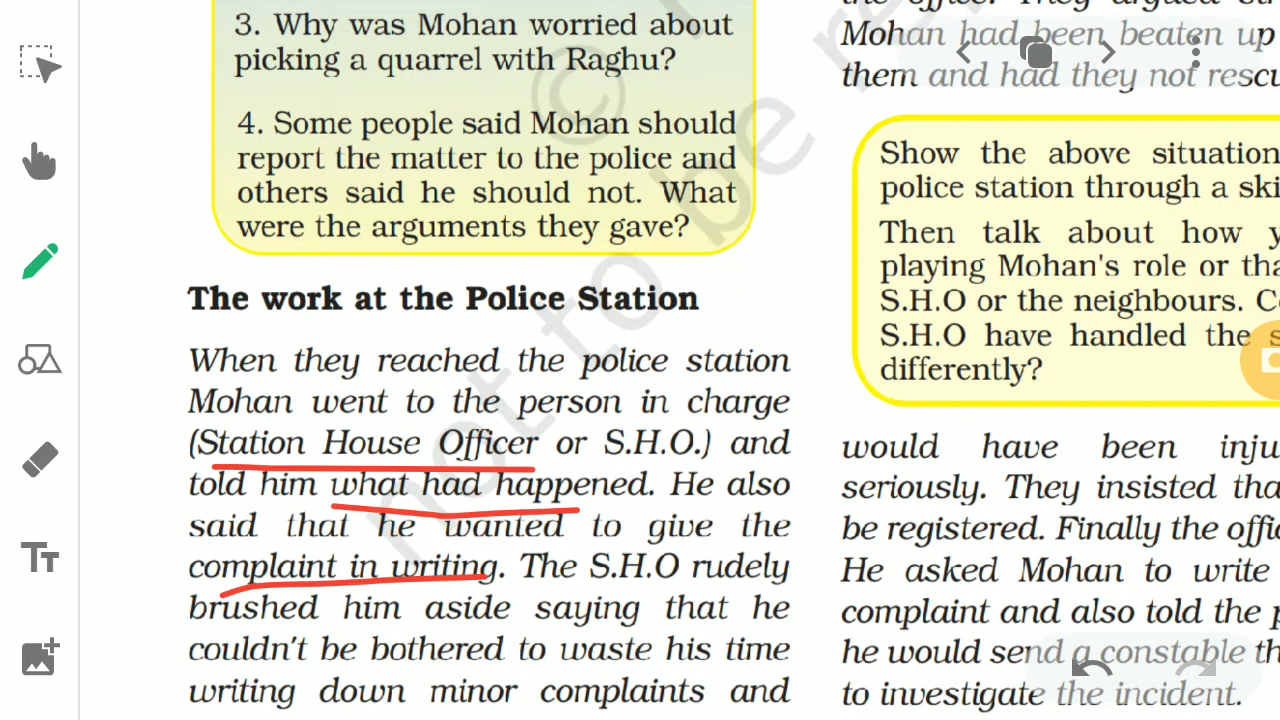 3. Why was Mohan worried about
picking a quarrel with Raghu?
4. Some people said Mohan should
report the matter to the police and
others said he should not. What
were the arguments they gave?
The work at the Police Station
When they reached the police station
Mohan went to the person in charge
(Station House Officer or S.H.O.) and
told him what had happened. He also
said that he wanted to give the
complaint in writing. The S.H.O rudely
brushed him aside saying that he
couldn't be bothered to waste his time
writing down minor complaints and
Mohan had been beaten up
them and had they not
Show the above situation
police station through a
Then talk about how
playing Mohan's role or
S.H.O or the neighbours.
S.H.O have handled the
differently?
would have been
seriously. They insisted
be registered. Finally the
He asked Mohan to write
complaint and also told the
he would send a constable
to investigate the incident.
not to be
©
Tт